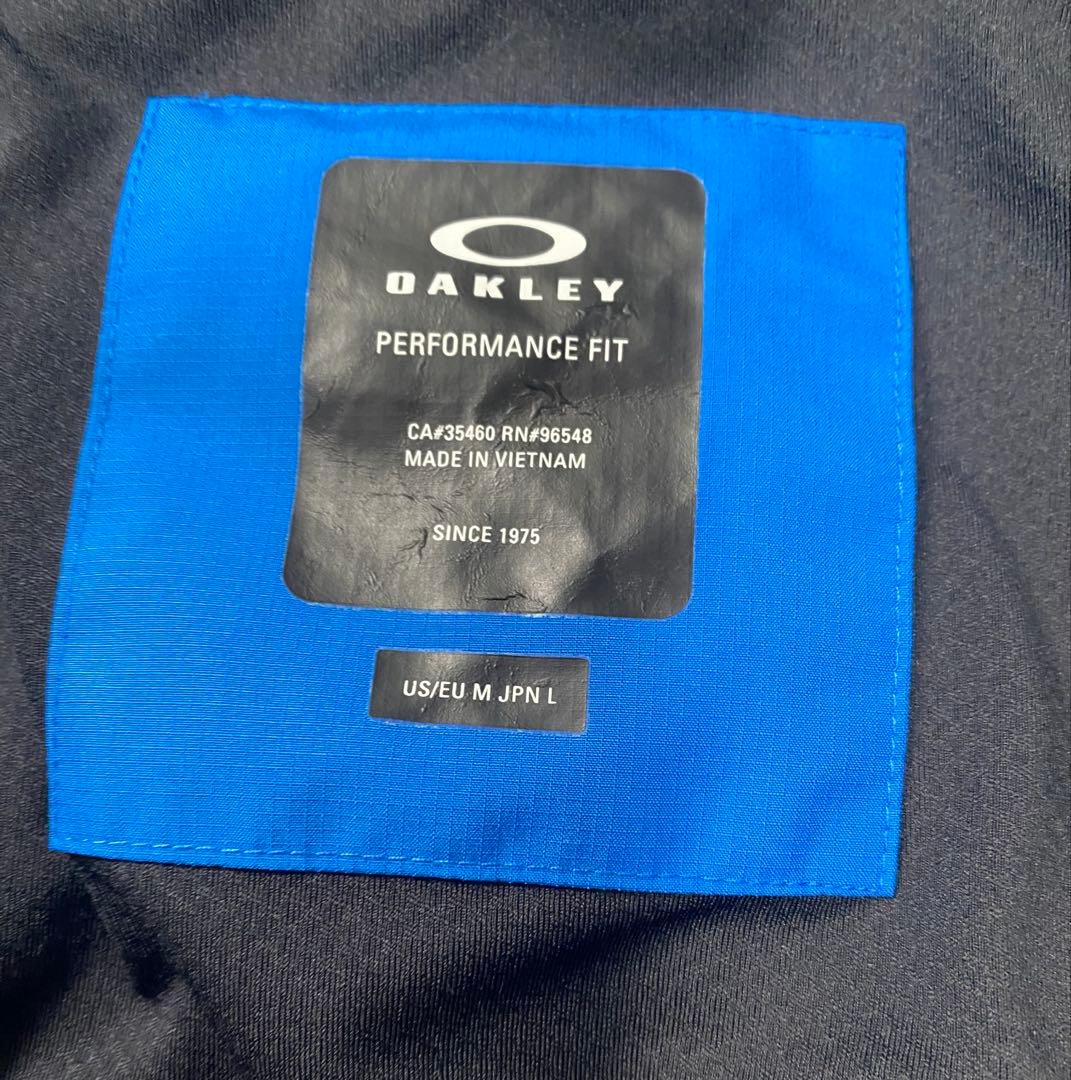 OAKLEY
PERFORMANCE FIT
CA#35460 RN#96548
MADE IN VIETNAM
SINCE 1975
US/EU M JPN L